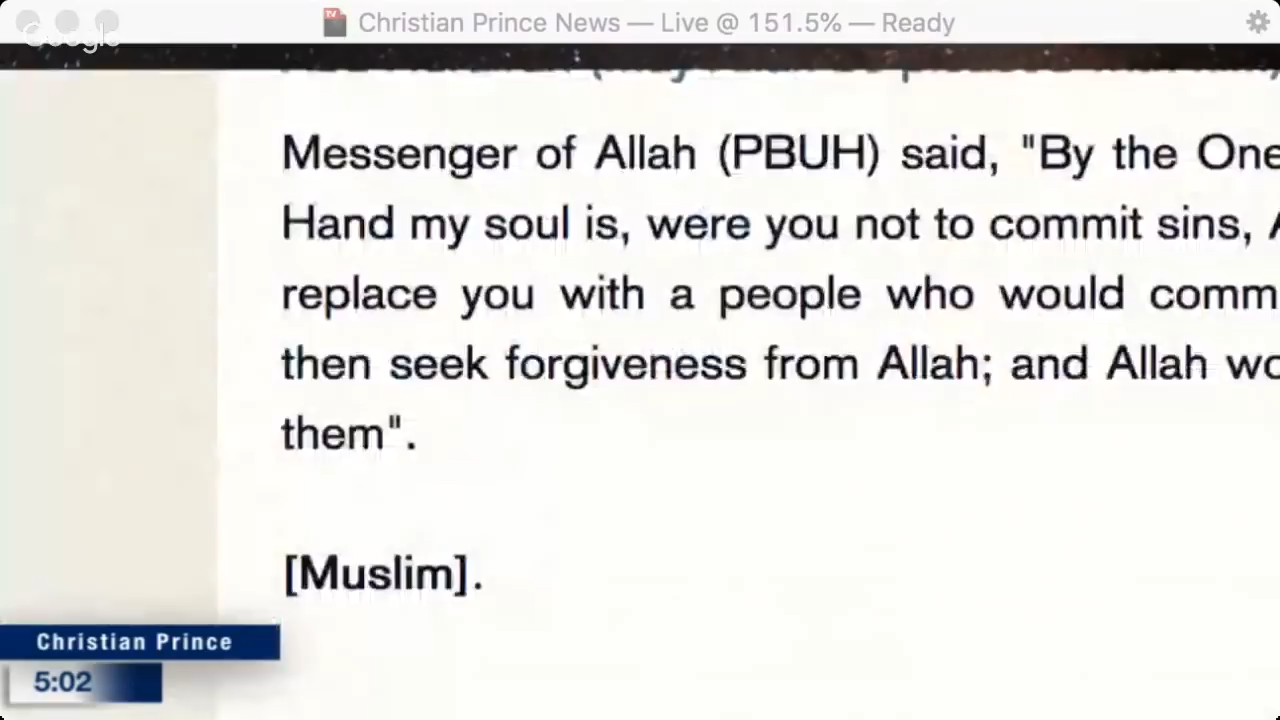 Christian Prince News — Live @ 151.5% — Ready
Google
Messenger of Allah (PBUH) said, "By the One
Hand my soul is, were you not to commit sins,
replace you with a people who would comm
then seek forgiveness from Allah; and Allah wo
them".
[Muslim].
Christian Prince
5:02